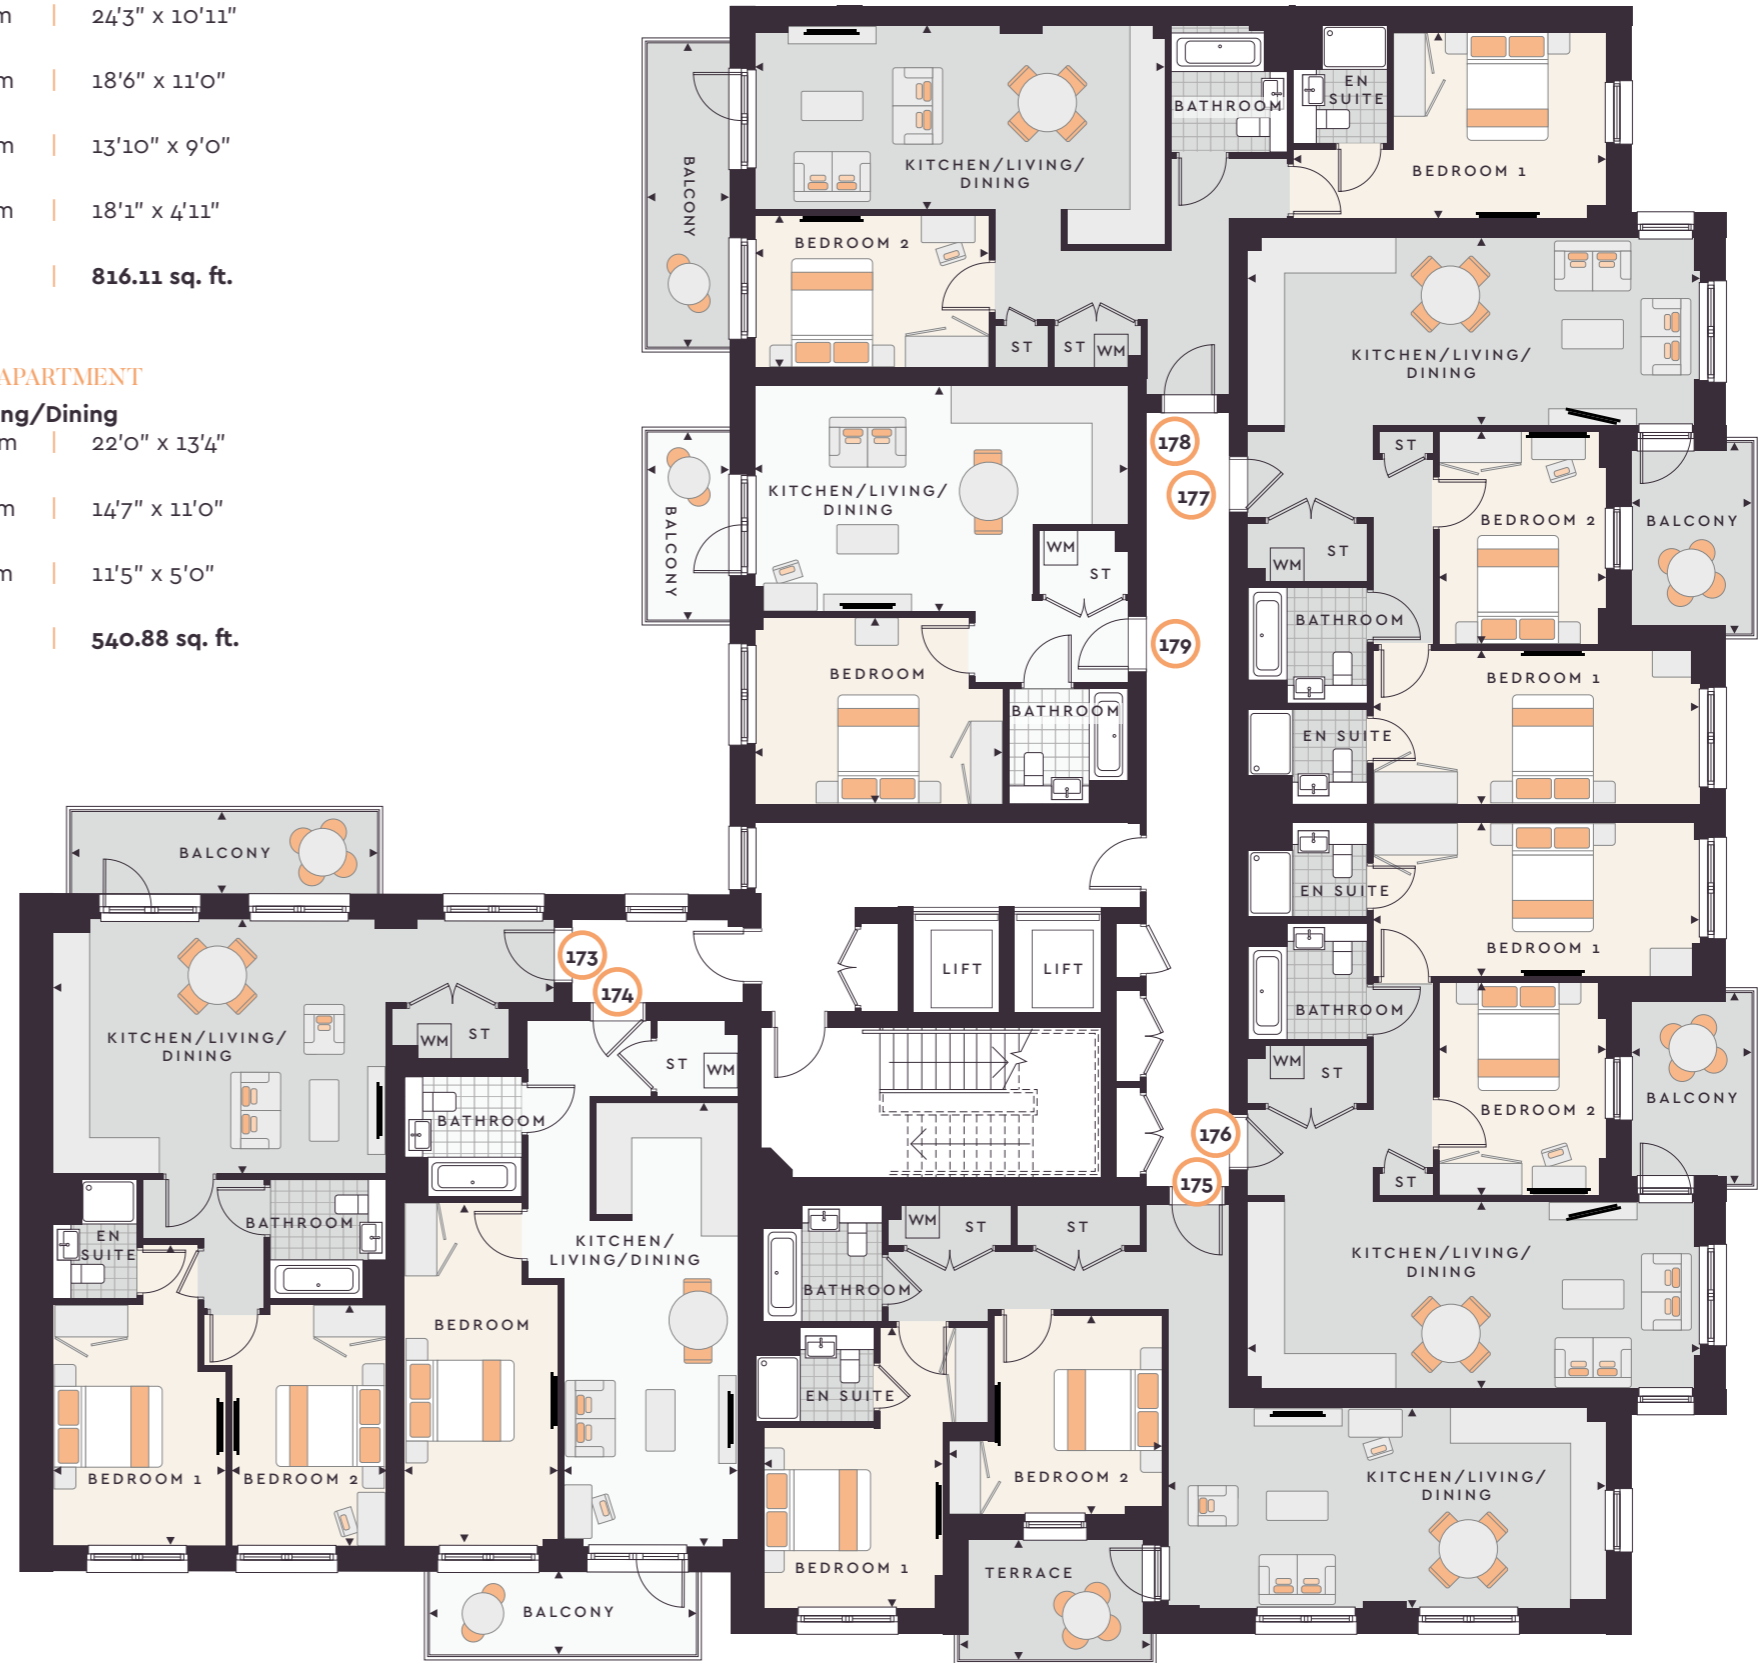 m | 24'3" x 10'11"
m | 18'6" x 11'0"
m | 13'10" x 9'0"
m | 18'1" x 4'11"
| 816.11 sq. ft.
APARTMENT
ng/Dining
m | 22'0" x 13'4"
m | 14'7" x 11'0"
m | 11'5" x 5'0"
| 540.88 sq. ft.
BALCONY
KITCHEN/LIVING/
DINING
BATHROOM
EN
SUITE
BEDROOM 1
BEDROOM 2
ST
ST
WM
KITCHEN/LIVING/
DINING
178
177
ST
BEDROOM 2
BALCONY
WM
ST
BATHROOM
BEDROOM 1
EN SUITE
BALCONY
KITCHEN/LIVING/
DINING
WM
ST
179
BEDROOM
BATHROOM
BALCONY
173
174
LIFT
LIFT
KITCHEN/LIVING/
DINING
WM
ST
ST
WM
BATHROOM
BATHROOM
EN
SUITE
KITCHEN/
LIVING/DINING
BEDROOM
BEDROOM 1
BEDROOM 2
BALCONY
EN SUITE
BEDROOM 1
BATHROOM
WM
ST
BEDROOM 2
BALCONY
176
175
ST
KITCHEN/LIVING/
DINING
WM
ST
ST
BATHROOM
EN SUITE
BEDROOM 2
KITCHEN/LIVING/
DINING
BEDROOM 1
TERRACE